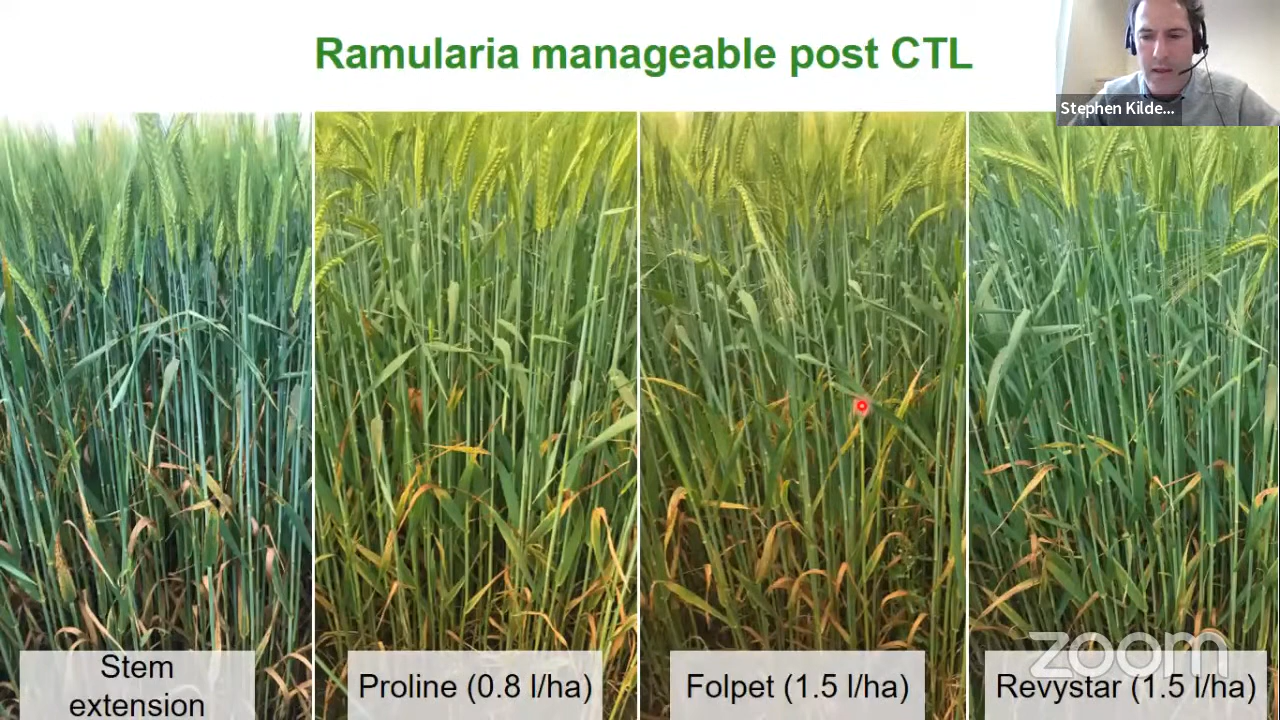 Ramularia manageable post CTL
Stephen Kilde...
Stem
extension
Proline (0.8 l/ha)
Folpet (1.5 l/ha)
Revystar (1.5 l/ha)
zoom